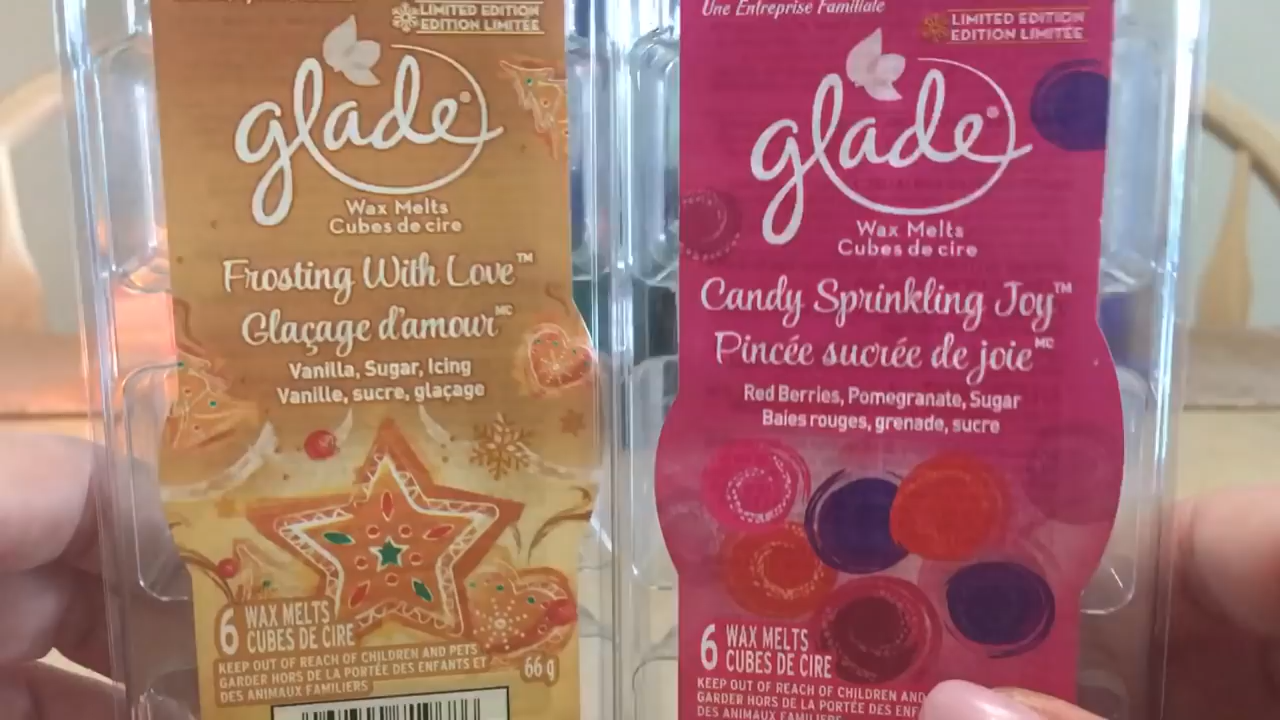 LIMITED EDITION
EDITION LIMITÉE
glade®
Wax Melts
Cubes de cire
Frosting With Love™
Glaçage d'amour MC
Vanilla, Sugar, Icing
Vanille, sucre, glaçage
6 WAX MELTS
CUBES DE CIRE
KEEP OUT OF REACH OF CHILDREN AND PETS
GARDER HORS DE LA PORTÉE DES ENFANTS ET
DES ANIMAUX FAMILIERS
66 g
Une Entreprise Familiale
LIMITED EDITION
EDITION LIMITÉE
glade®
Wax Melts
Cubes de cire
Candy Sprinkling Joy™
Pincée sucrée de joie MC
Red Berries, Pomegranate, Sugar
Baies rouges, grenade, sucre
6 WAX MELTS
CUBES DE CIRE
KEEP OUT OF REACH OF CHILDREN AND
GARDER HORS DE LA PORTÉE DES ENF
DES ANIMAUX FAMILIERS